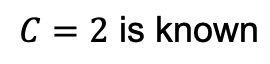 C = 2 is known